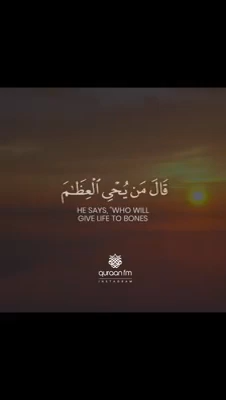 قَالَ مَن يُحْيِ ٱلْعِظَٰمَ
HE SAYS, "WHO WILL
GIVE LIFE TO BONES
quraan.fm
INSTAGRAM